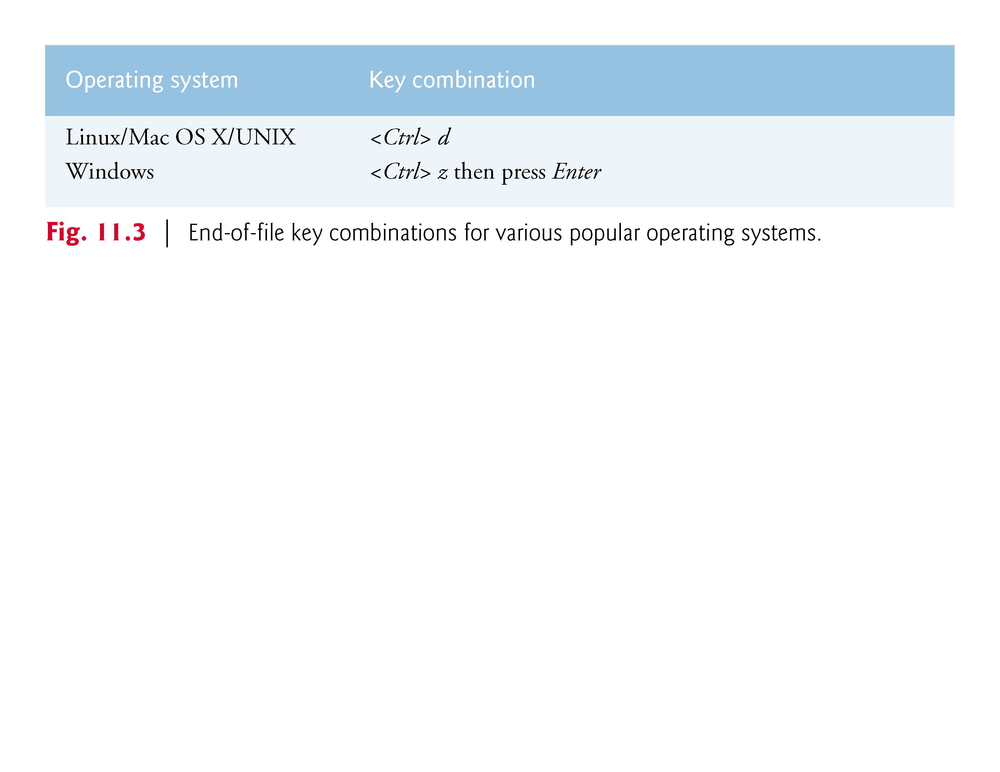 Operating system Key combination
Linux/Mac OS X/UNIX <Ctrl> d
Windows <Ctrl> z then press Enter
Fig. 11.3 | End-of-file key combinations for various popular operating systems.